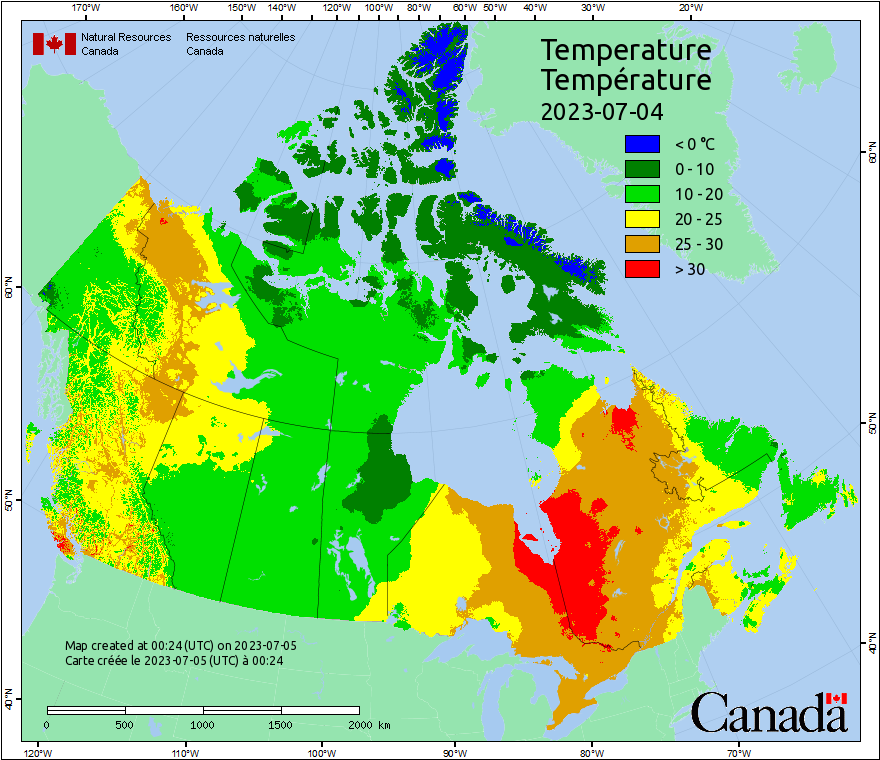 170°W 160°W 150°W 140°W 130°W 120°W 110°W 100°W 80°W 60°W 50°W 40°W 30°W 20°W
Natural Resources Ressources naturelles
Canada Canada
Temperature
Température
2023-07-04
< 0 °C
0 - 10
10 - 20
20 - 25
25 - 30
> 30
60°N
50°N
40°N
60°N
50°N
40°N
Map created at 00:24 (UTC) on 2023-07-05
Carte créée le 2023-07-05 (UTC) à 00:24
0 500 1000 1500 2000 km
Canada
120°W 110°W 100°W 90°W 80°W 70°W